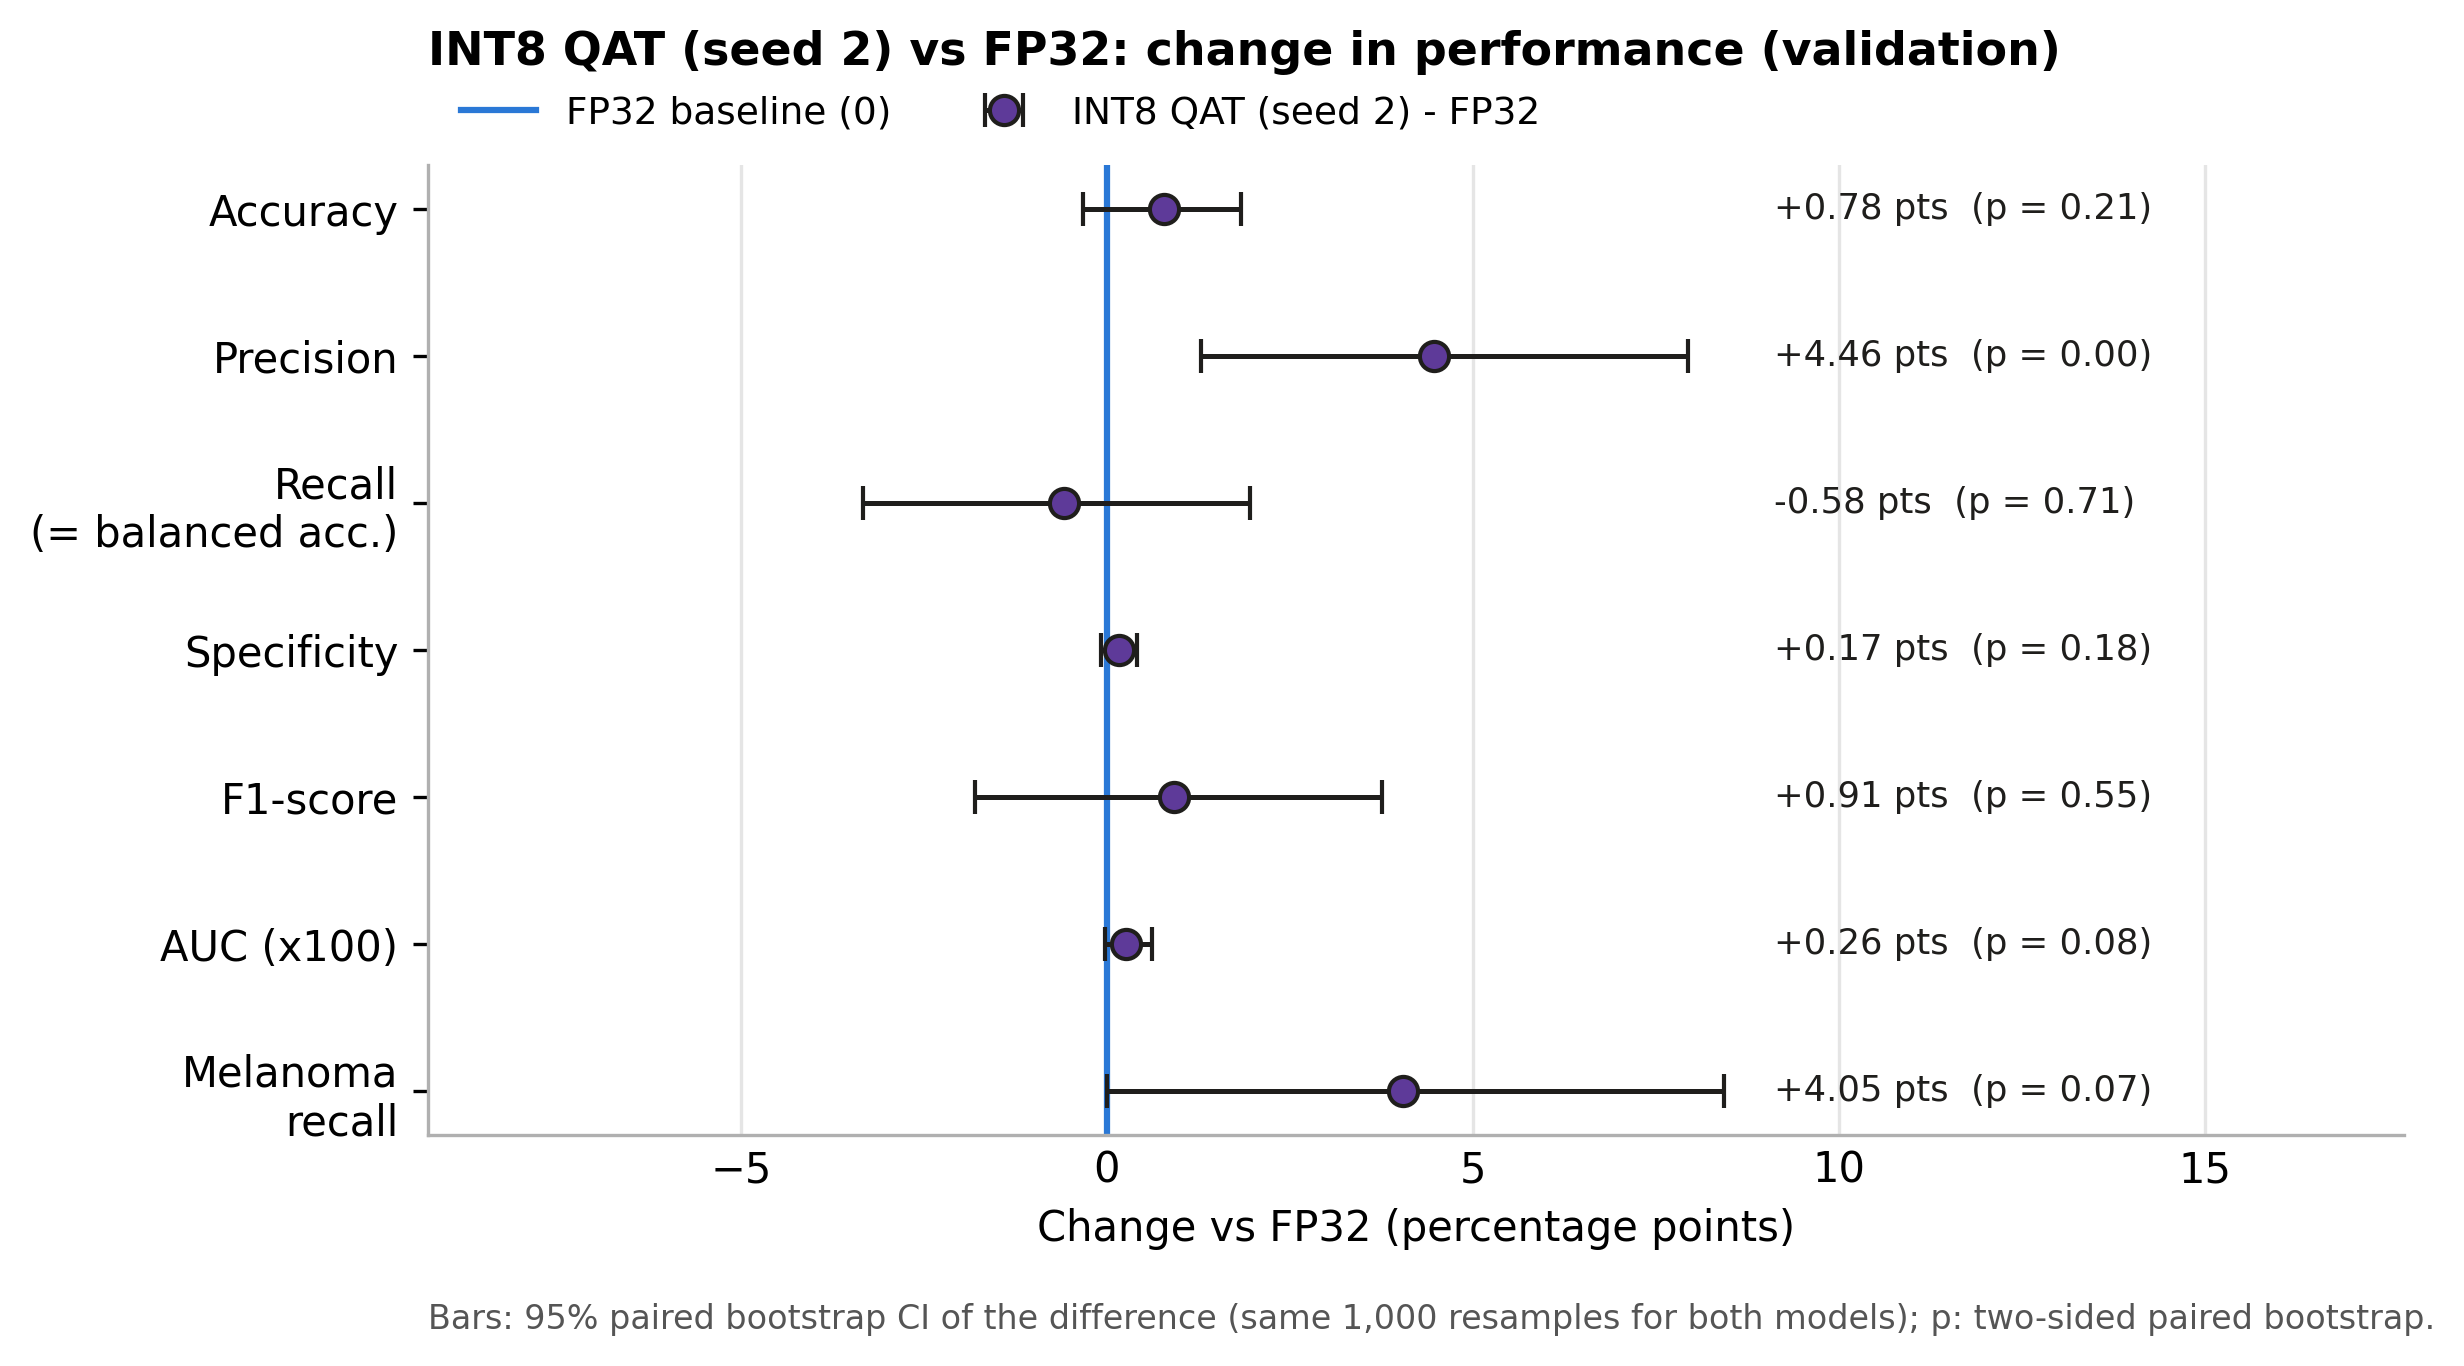 INT8 QAT (seed 2) vs FP32: change in performance (validation)
FP32 baseline (0)
INT8 QAT (seed 2) - FP32
Accuracy
+0.78 pts (p = 0.21)
Precision
+4.46 pts (p = 0.00)
Recall
(= balanced acc.)
-0.58 pts (p = 0.71)
Specificity
+0.17 pts (p = 0.18)
F1-score
+0.91 pts (p = 0.55)
AUC (x100)
+0.26 pts (p = 0.08)
Melanoma
recall
+4.05 pts (p = 0.07)
−5
0
5
10
15
Change vs FP32 (percentage points)
Bars: 95% paired bootstrap CI of the difference (same 1,000 resamples for both models); p: two-sided paired bootstrap.